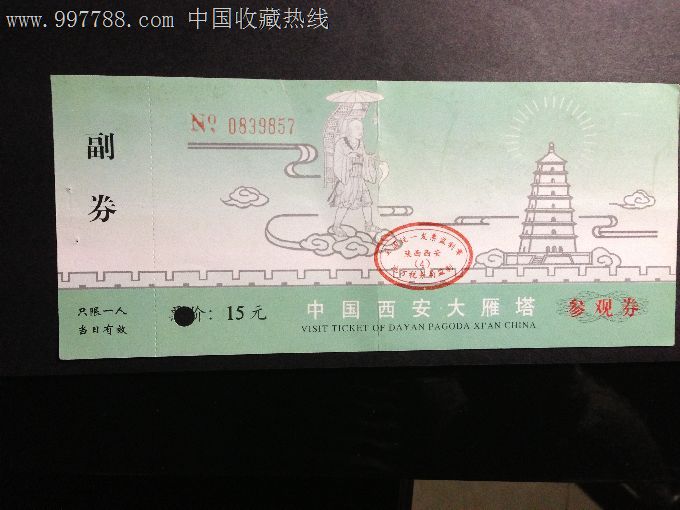 www.997788.com 中国收藏热线
副券
№ 0839857
陕西西安
(4)
只限一人
当日有效
价：15元
中国西安大雁塔
VISIT TICKET OF DAYAN PAGODA XI'AN CHINA
参观券